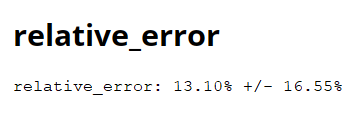 relative_error
relative_error: 13.10% +/- 16.55%